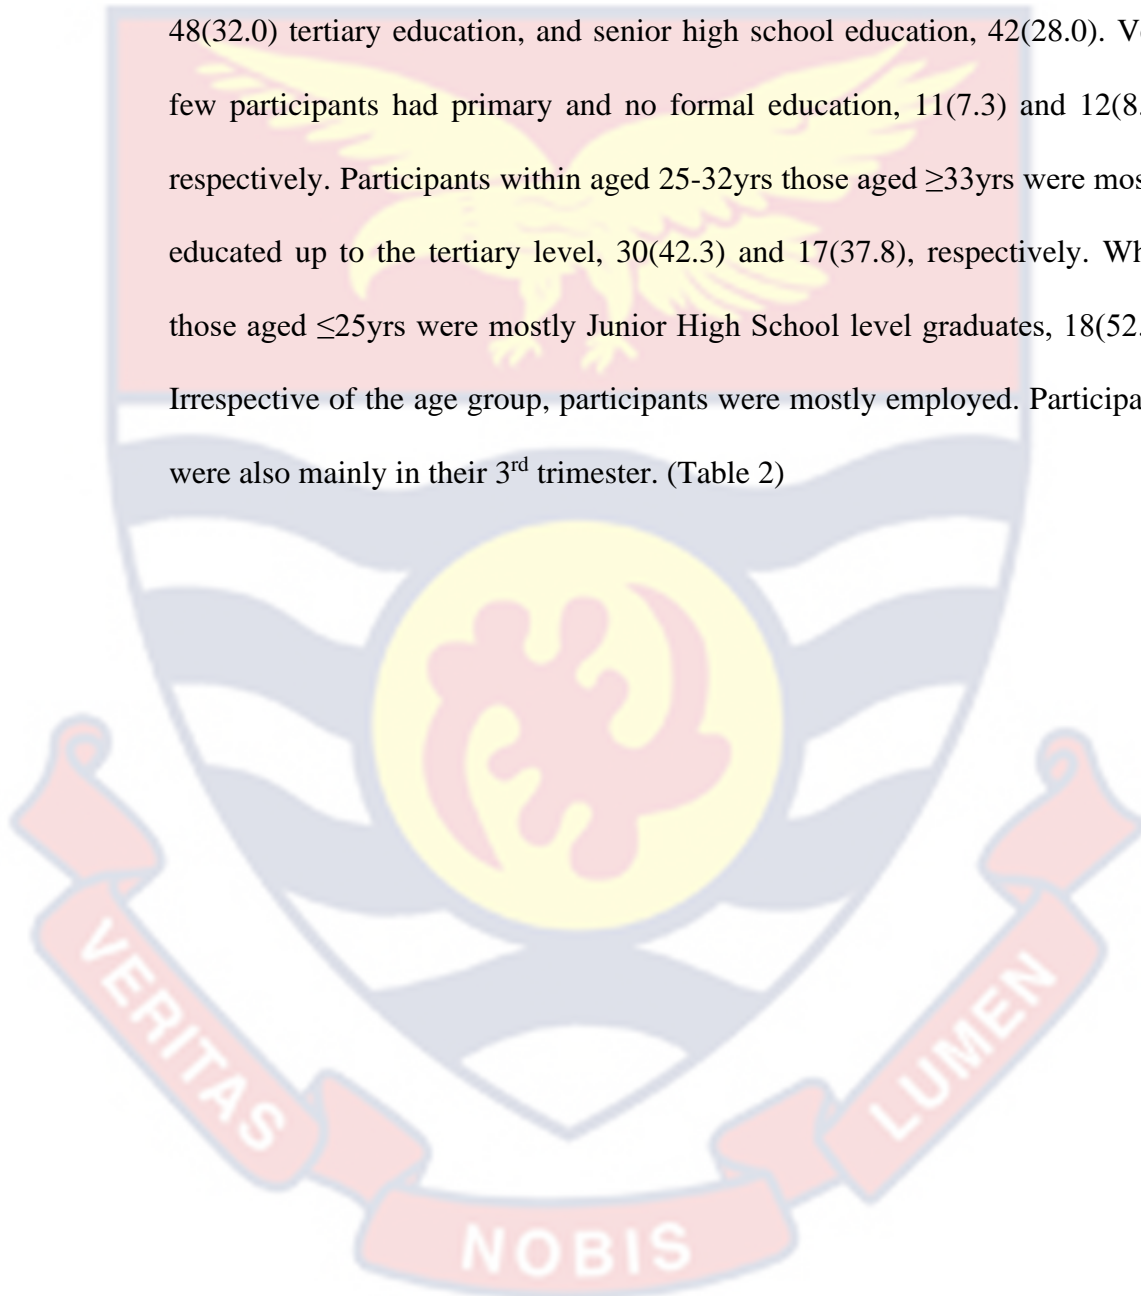 48(32.0) tertiary education, and senior high school education, 42(28.0).
few participants had primary and no formal education, 11(7.3) and
respectively. Participants within aged 25-32yrs those aged ≥33yrs were
educated up to the tertiary level, 30(42.3) and 17(37.8), respectively.
those aged ≤25yrs were mostly Junior High School level graduates,
Irrespective of the age group, participants were mostly employed.
were also mainly in their 3rd trimester. (Table 2)
VERITAS
NOBIS
LUMEN